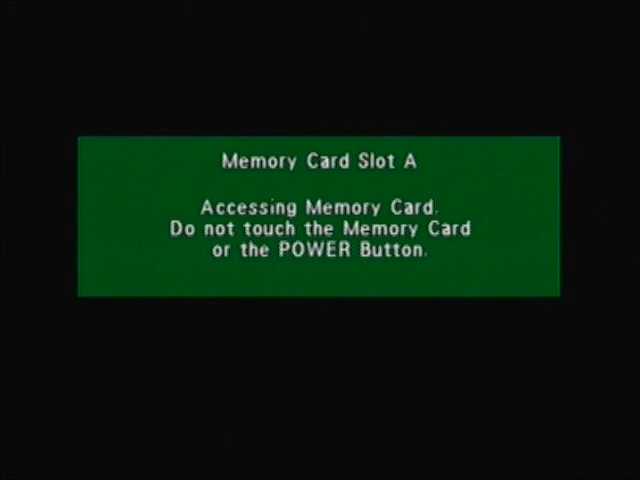 Memory Card Slot A
Accessing Memory Card.
Do not touch the Memory Card
or the POWER Button.